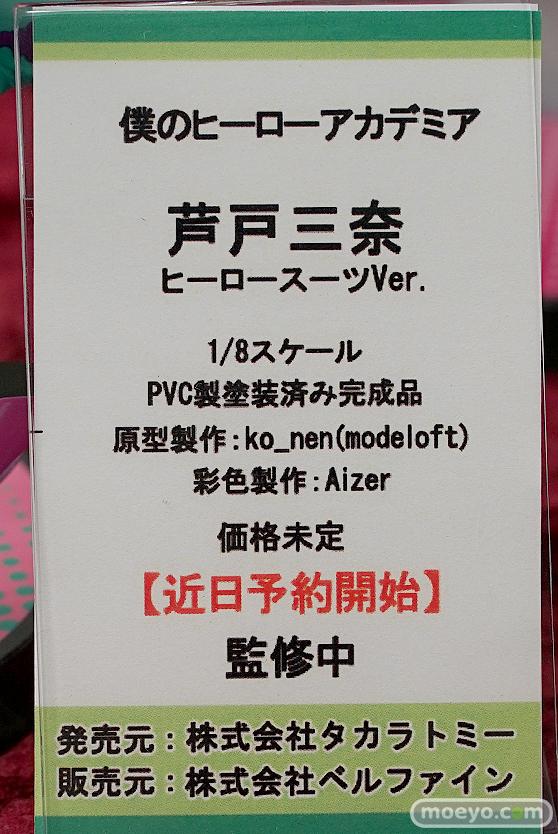 僕のヒーローアカデミア
芦戸三奈
ヒーロースーツVer.
1/8スケール
PVC製塗装済み完成品
原型製作:ko_nen(modeloft)
彩色製作:Aizer
価格未定
【近日予約開始】
監修中
発売元:株式会社タカラトミー
販売元:株式会社ベルファイン
moeyo.com